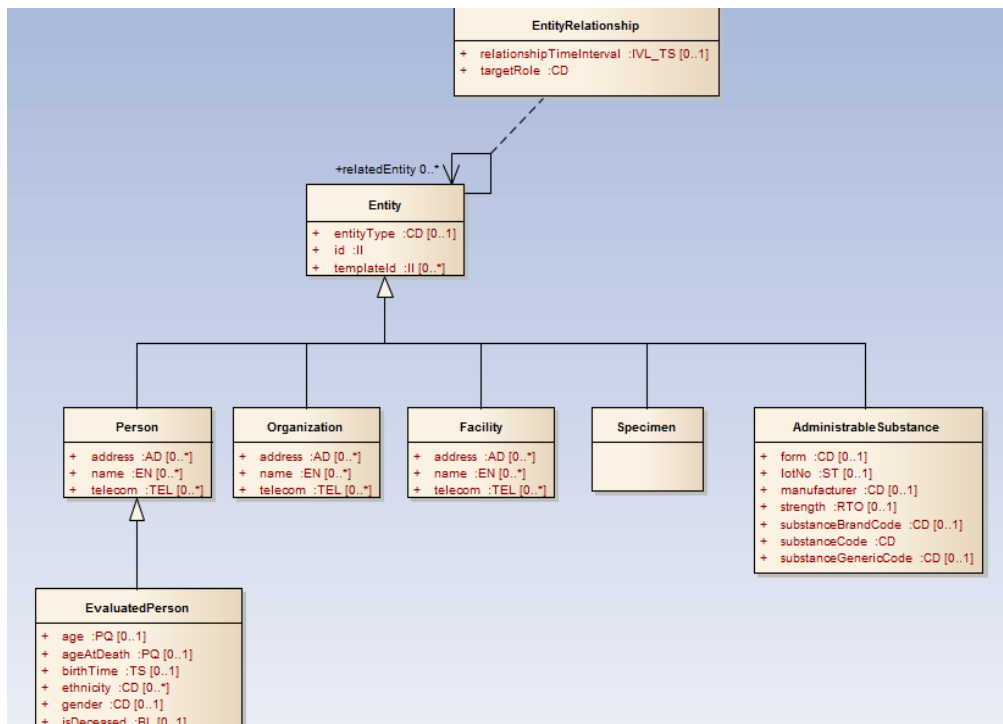 EntityRelationship
+ relationshipTimeInterval :IVL_TS [0..1]
+ targetRole :CD
+relatedEntity 0..*
Entity
+ entityType :CD [0..1]
+ id :II
+ templateId :II [0..*]
Person
+ address :AD [0..*]
+ name :EN [0..*]
+ telecom :TEL [0..*]
Organization
+ address :AD [0..*]
+ name :EN [0..*]
+ telecom :TEL [0..*]
Facility
+ address :AD [0..*]
+ name :EN [0..*]
+ telecom :TEL [0..*]
Specimen
AdministrableSubstance
+ form :CD [0..1]
+ lotNo :ST [0..1]
+ manufacturer :CD [0..1]
+ strength :RTO [0..1]
+ substanceBrandCode :CD [0..1]
+ substanceCode :CD
+ substanceGenericCode :CD [0..1]
EvaluatedPerson
+ age :PQ [0..1]
+ ageAtDeath :PQ [0..1]
+ birthTime :TS [0..1]
+ ethnicity :CD [0..*]
+ gender :CD [0..1]
+ isDeceased :BL [0..1]